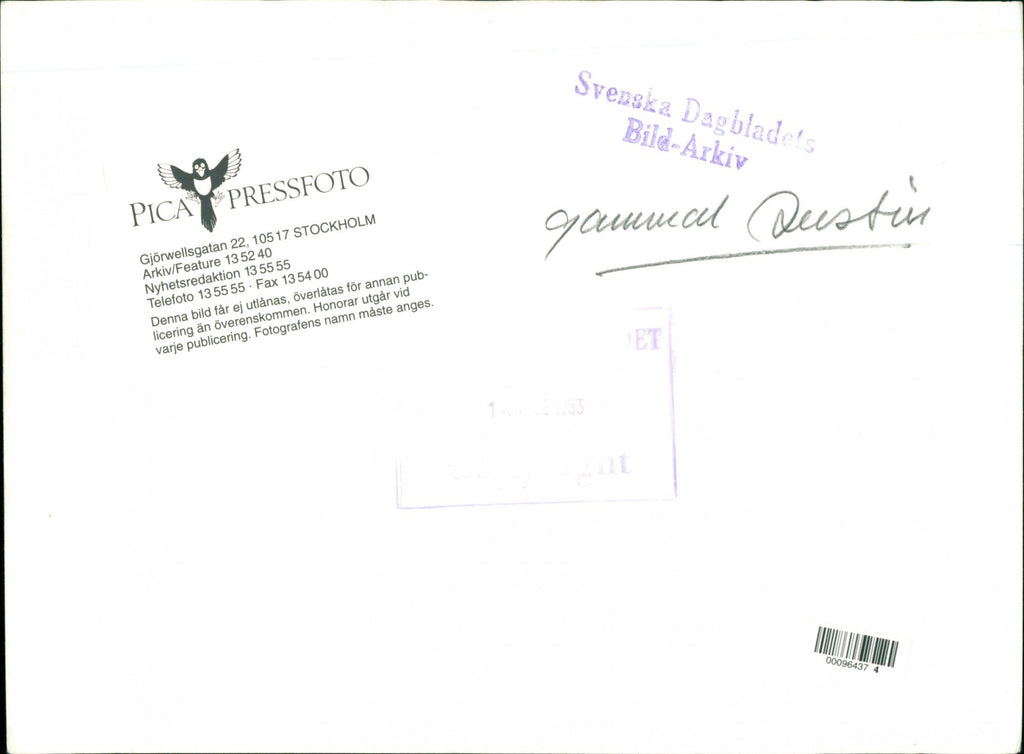 Svenska Dagbladets
Bild-Arkiv
PICA PRESSFOTO
Gjörwellsgatan 22, 105 17 STOCKHOLM
Arkiv/Feature 13 52 40
Nyhetsredaktion 13 55 55
Telefoto 13 55 55 · Fax 13 54 00
Denna bild får ej utlånas, överlåtas för annan pub-
licering än överenskommen. Honorar utgår vid
varje publicering. Fotografens namn måste anges.
gammal Dustin
ET
00096437 4